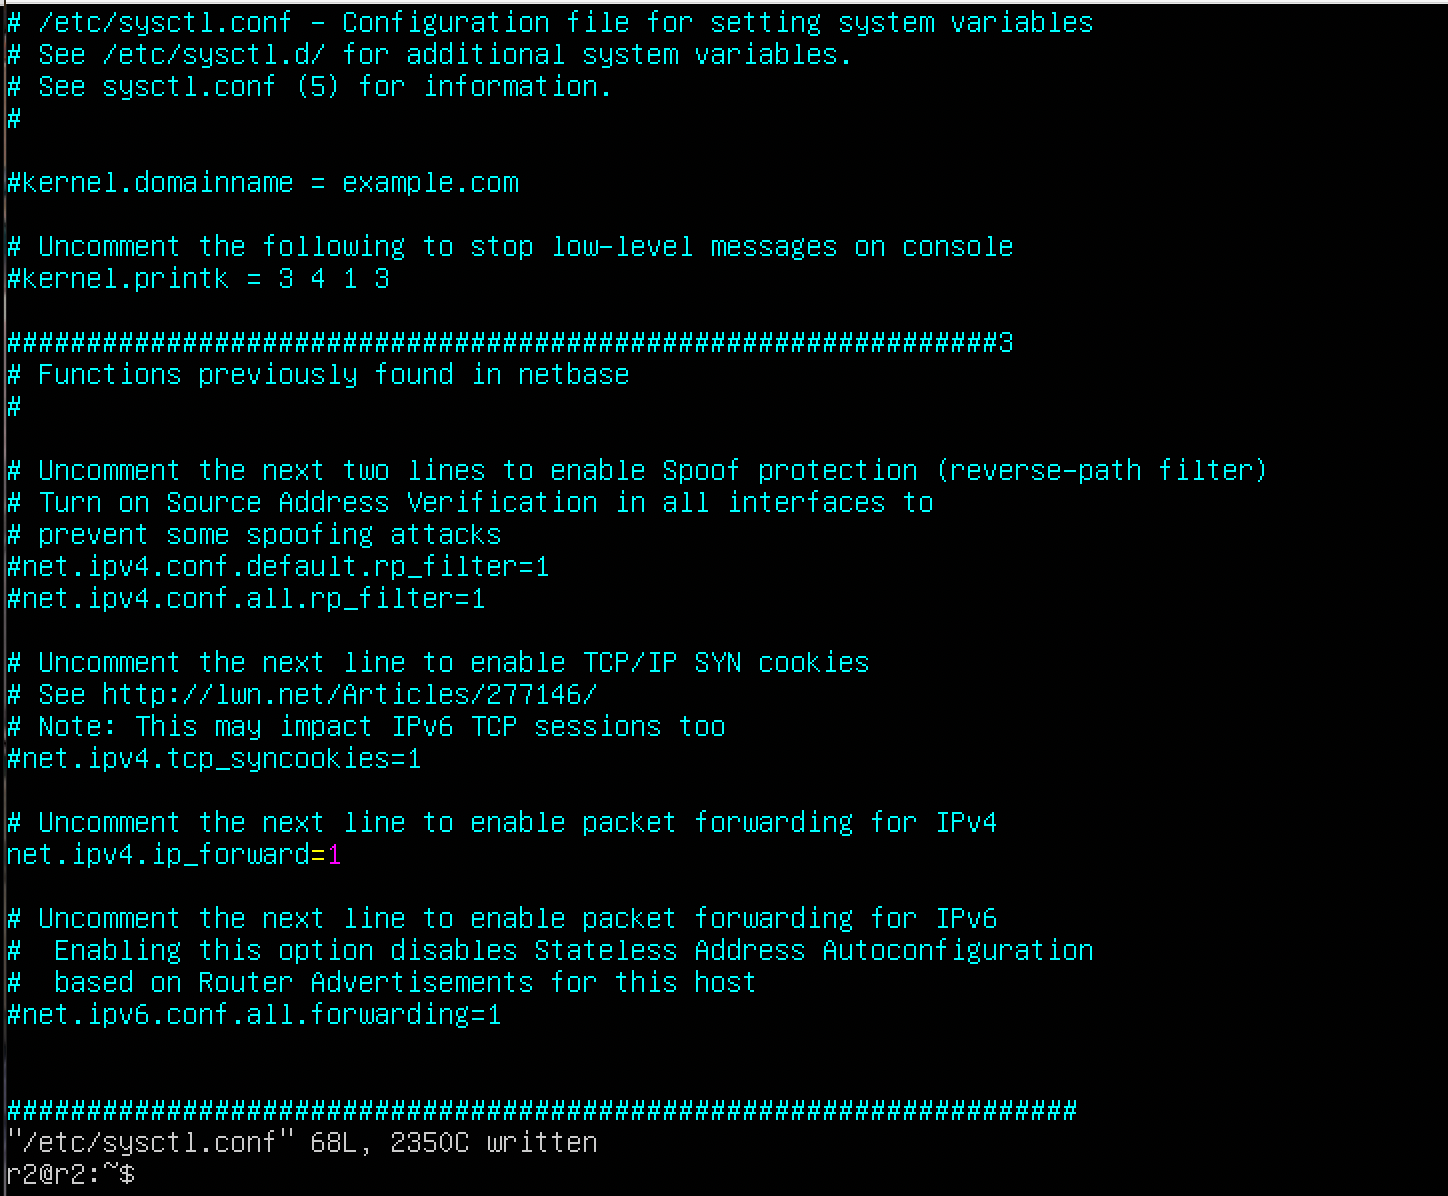 # /etc/sysctl.conf - Configuration file for setting system variables
# See /etc/sysctl.d/ for additional system variables.
# See sysctl.conf (5) for information.
#
#kernel.domainname = example.com
# Uncomment the following to stop low-level messages on console
#kernel.printk = 3 4 1 3
##############################################################3
# Functions previously found in netbase
#
# Uncomment the next two lines to enable Spoof protection (reverse-path filter)
# Turn on Source Address Verification in all interfaces to
# prevent some spoofing attacks
#net.ipv4.conf.default.rp_filter=1
#net.ipv4.conf.all.rp_filter=1
# Uncomment the next line to enable TCP/IP SYN cookies
# See http://lwn.net/Articles/277146/
# Note: This may impact IPv6 TCP sessions too
#net.ipv4.tcp_syncookies=1
# Uncomment the next line to enable packet forwarding for IPv4
net.ipv4.ip_forward=1
# Uncomment the next line to enable packet forwarding for IPv6
#  Enabling this option disables Stateless Address Autoconfiguration
#  based on Router Advertisements for this host
#net.ipv6.conf.all.forwarding=1
###################################################################
"/etc/sysctl.conf" 68L, 2350C written
r2@r2:~$